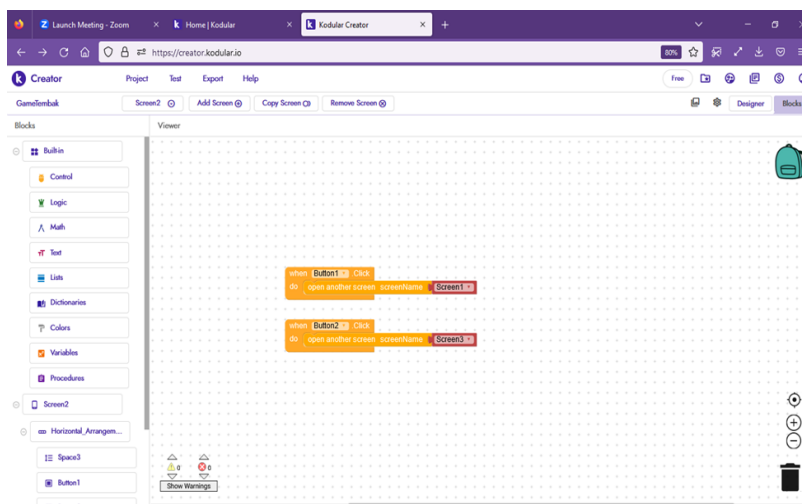 Launch Meeting - Zoom
Home | Kodular
Kodular Creator
https://creator.kodular.io
80%
Creator
Project Test Export Help
Free
GameTembak
Screen2 Add Screen Copy Screen Remove Screen
Designer Blocks
Blocks Viewer
Built-in
Control
Logic
Math
Text
Lists
Dictionaries
Colors
Variables
Procedures
Screen2
Horizontal_Arrangem...
Space3
Button1
when Button1 .Click
do open another screen screenName Screen1
when Button2 .Click
do open another screen screenName Screen3
0 0
Show Warnings